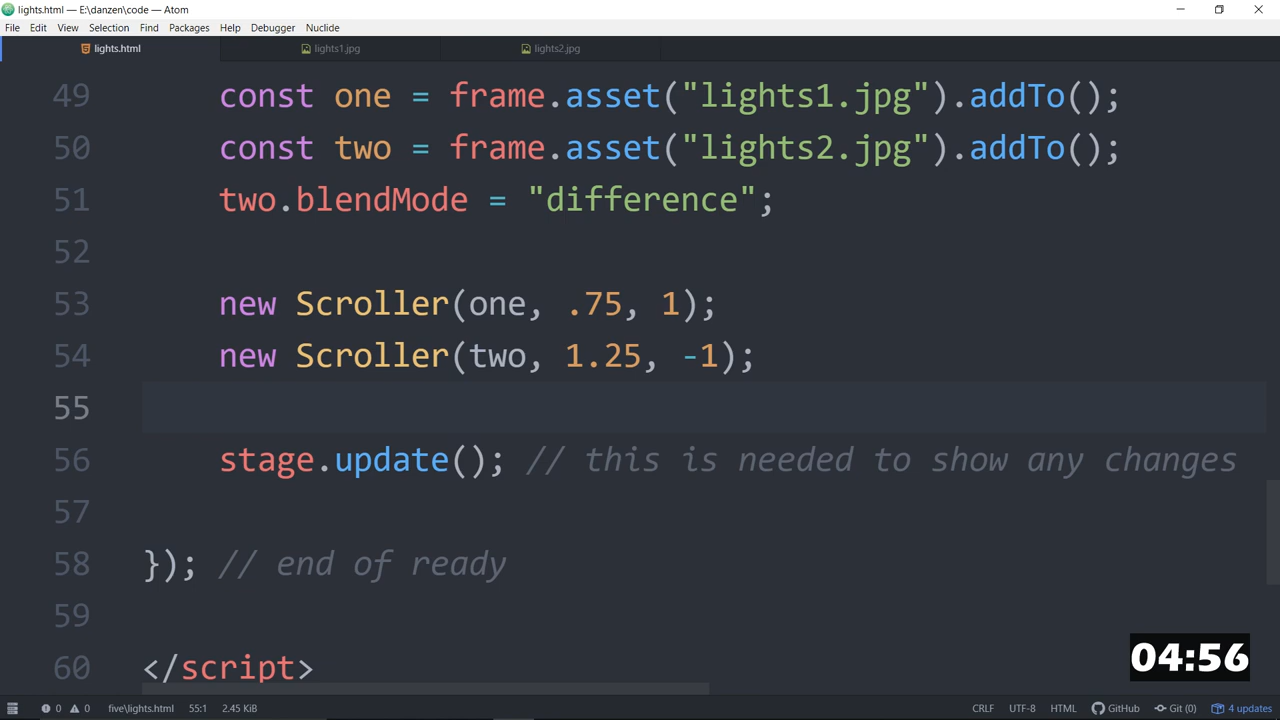 lights.html — E:\danzen\code — Atom
File Edit View Selection Find Packages Help Debugger Nuclide
lights.html lights1.jpg lights2.jpg
49 const one = frame.asset("lights1.jpg").addTo();
50 const two = frame.asset("lights2.jpg").addTo();
51 two.blendMode = "difference";
52
53 new Scroller(one, .75, 1);
54 new Scroller(two, 1.25, -1);
55
56 stage.update(); // this is needed to show any changes
57
58 }); // end of ready
59
60 </script>
04:56
0 0 five\lights.html 55:1 2.45 KiB CRLF UTF-8 HTML GitHub Git (0) 4 updates